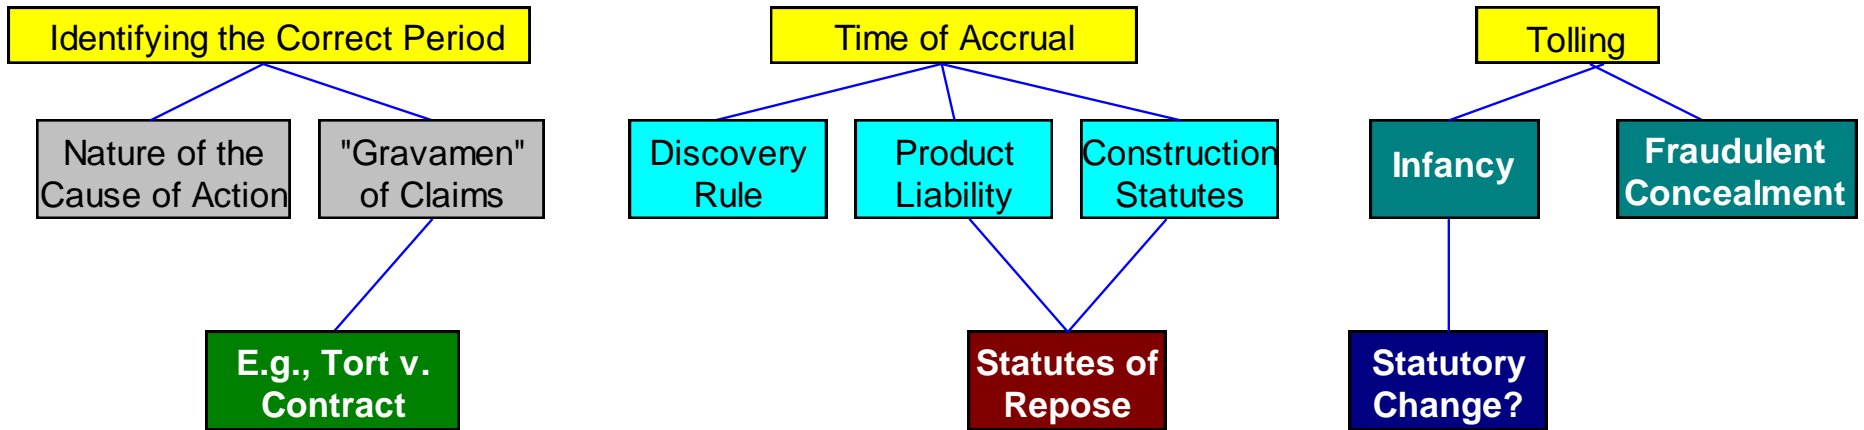 Identifying the Correct Period
Time of Accrual
Tolling
Nature of the
Cause of Action
"Gravamen"
of Claims
Discovery
Rule
Product
Liability
Construction
Statutes
Infancy
Fraudulent
Concealment
E.g., Tort v.
Contract
Statutes of
Repose
Statutory
Change?